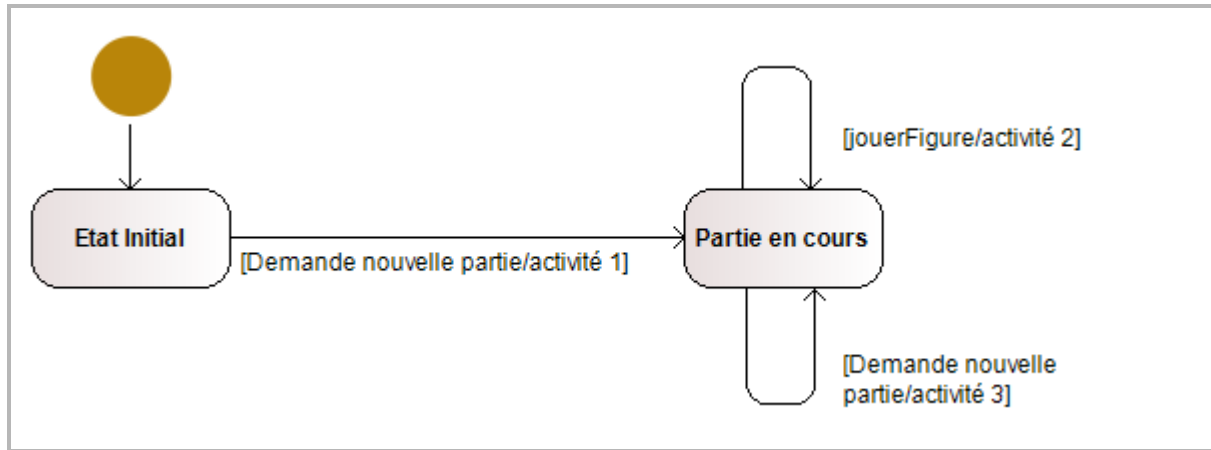 [jouerFigure/activité 2]
Etat Initial
Partie en cours
[Demande nouvelle partie/activité 1]
[Demande nouvelle
partie/activité 3]